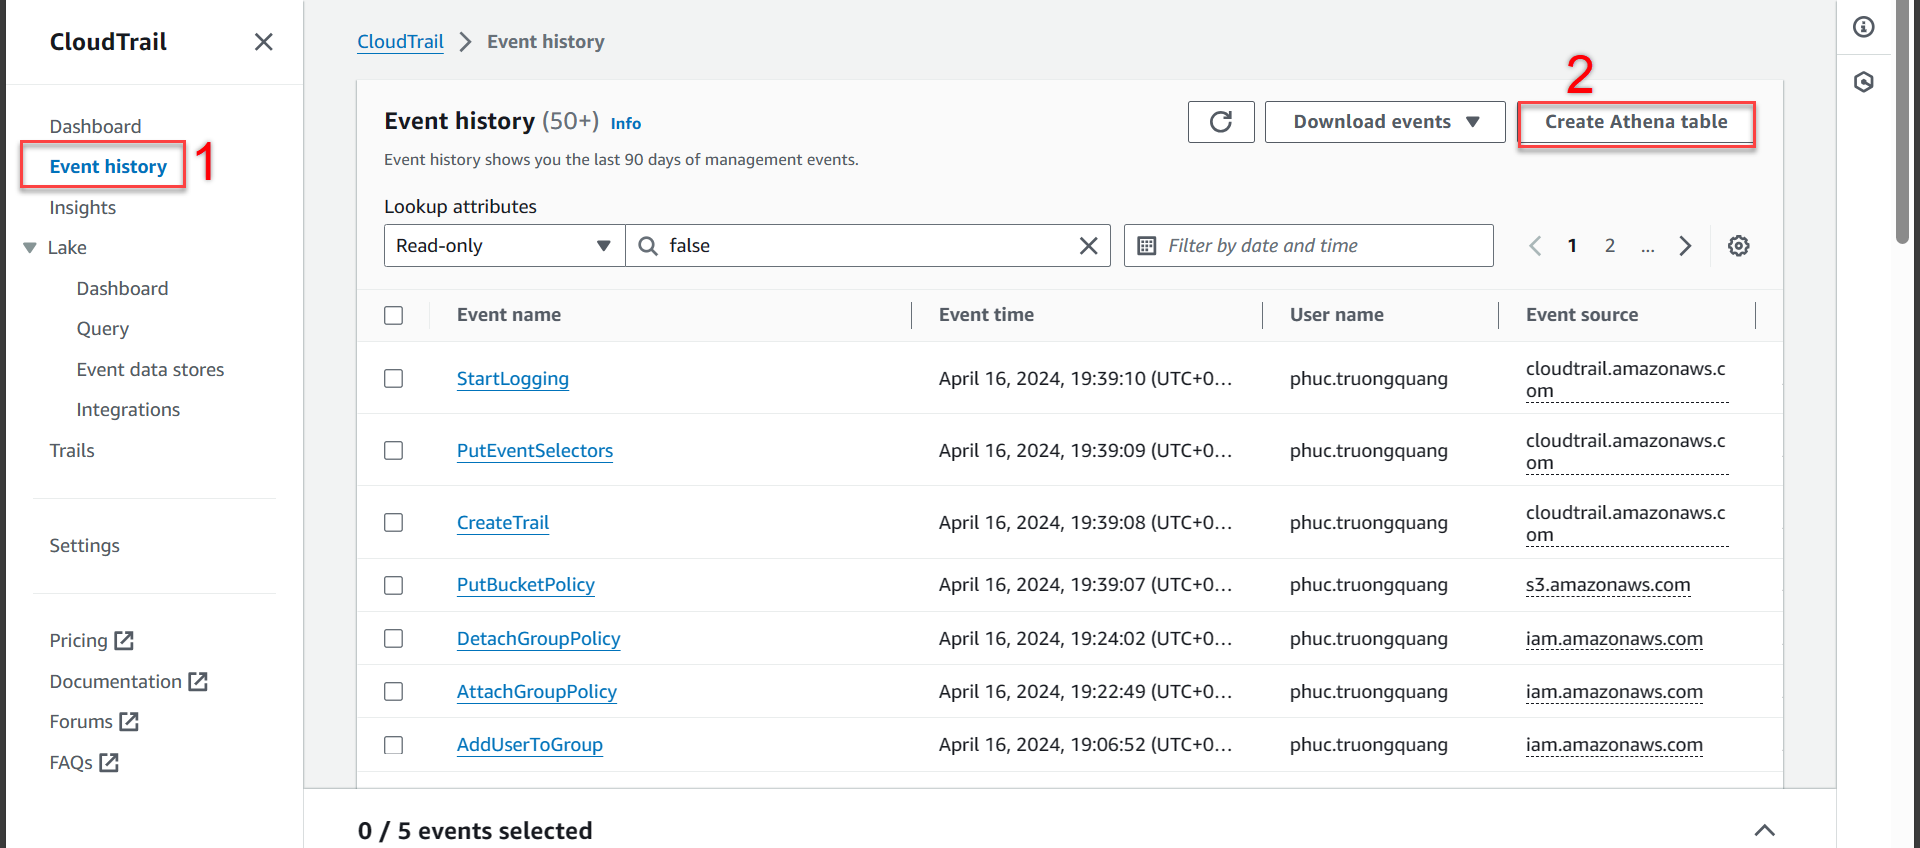 CloudTrail
Dashboard
Event history
1
Insights
Lake
Dashboard
Query
Event data stores
Integrations
Trails
Settings
Pricing
Documentation
Forums
FAQs
CloudTrail
Event history
2
Event history (50+) Info
Download events
Create Athena table
Event history shows you the last 90 days of management events.
Lookup attributes
Read-only
false
Filter by date and time
1 2 ...
Event name Event time User name Event source
StartLogging April 16, 2024, 19:39:10 (UTC+0... phuc.truongquang cloudtrail.amazonaws.c
om
PutEventSelectors April 16, 2024, 19:39:09 (UTC+0... phuc.truongquang cloudtrail.amazonaws.c
om
CreateTrail April 16, 2024, 19:39:08 (UTC+0... phuc.truongquang cloudtrail.amazonaws.c
om
PutBucketPolicy April 16, 2024, 19:39:07 (UTC+0... phuc.truongquang s3.amazonaws.com
DetachGroupPolicy April 16, 2024, 19:24:02 (UTC+0... phuc.truongquang iam.amazonaws.com
AttachGroupPolicy April 16, 2024, 19:22:49 (UTC+0... phuc.truongquang iam.amazonaws.com
AddUserToGroup April 16, 2024, 19:06:52 (UTC+0... phuc.truongquang iam.amazonaws.com
0 / 5 events selected